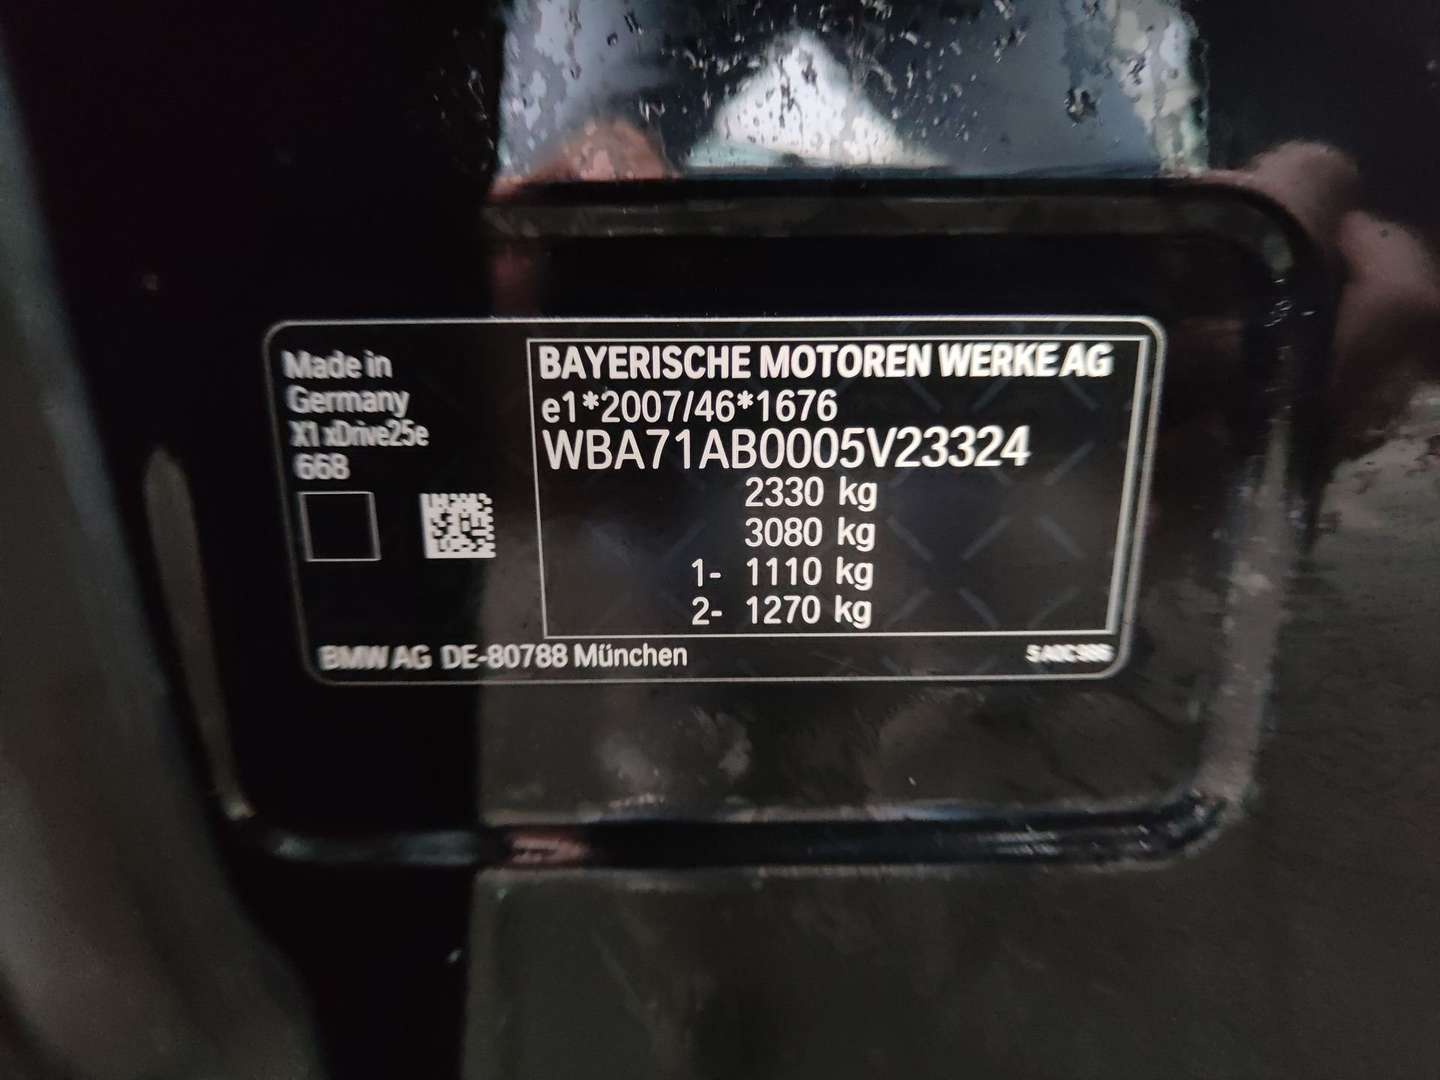 Made in
Germany
X1 xDrive25e
668
BAYERISCHE MOTOREN WERKE AG
e1*2007/46*1676
WBA71AB0005V23324
2330 kg
3080 kg
1- 1110 kg
2- 1270 kg
BMW AG DE-80788 München